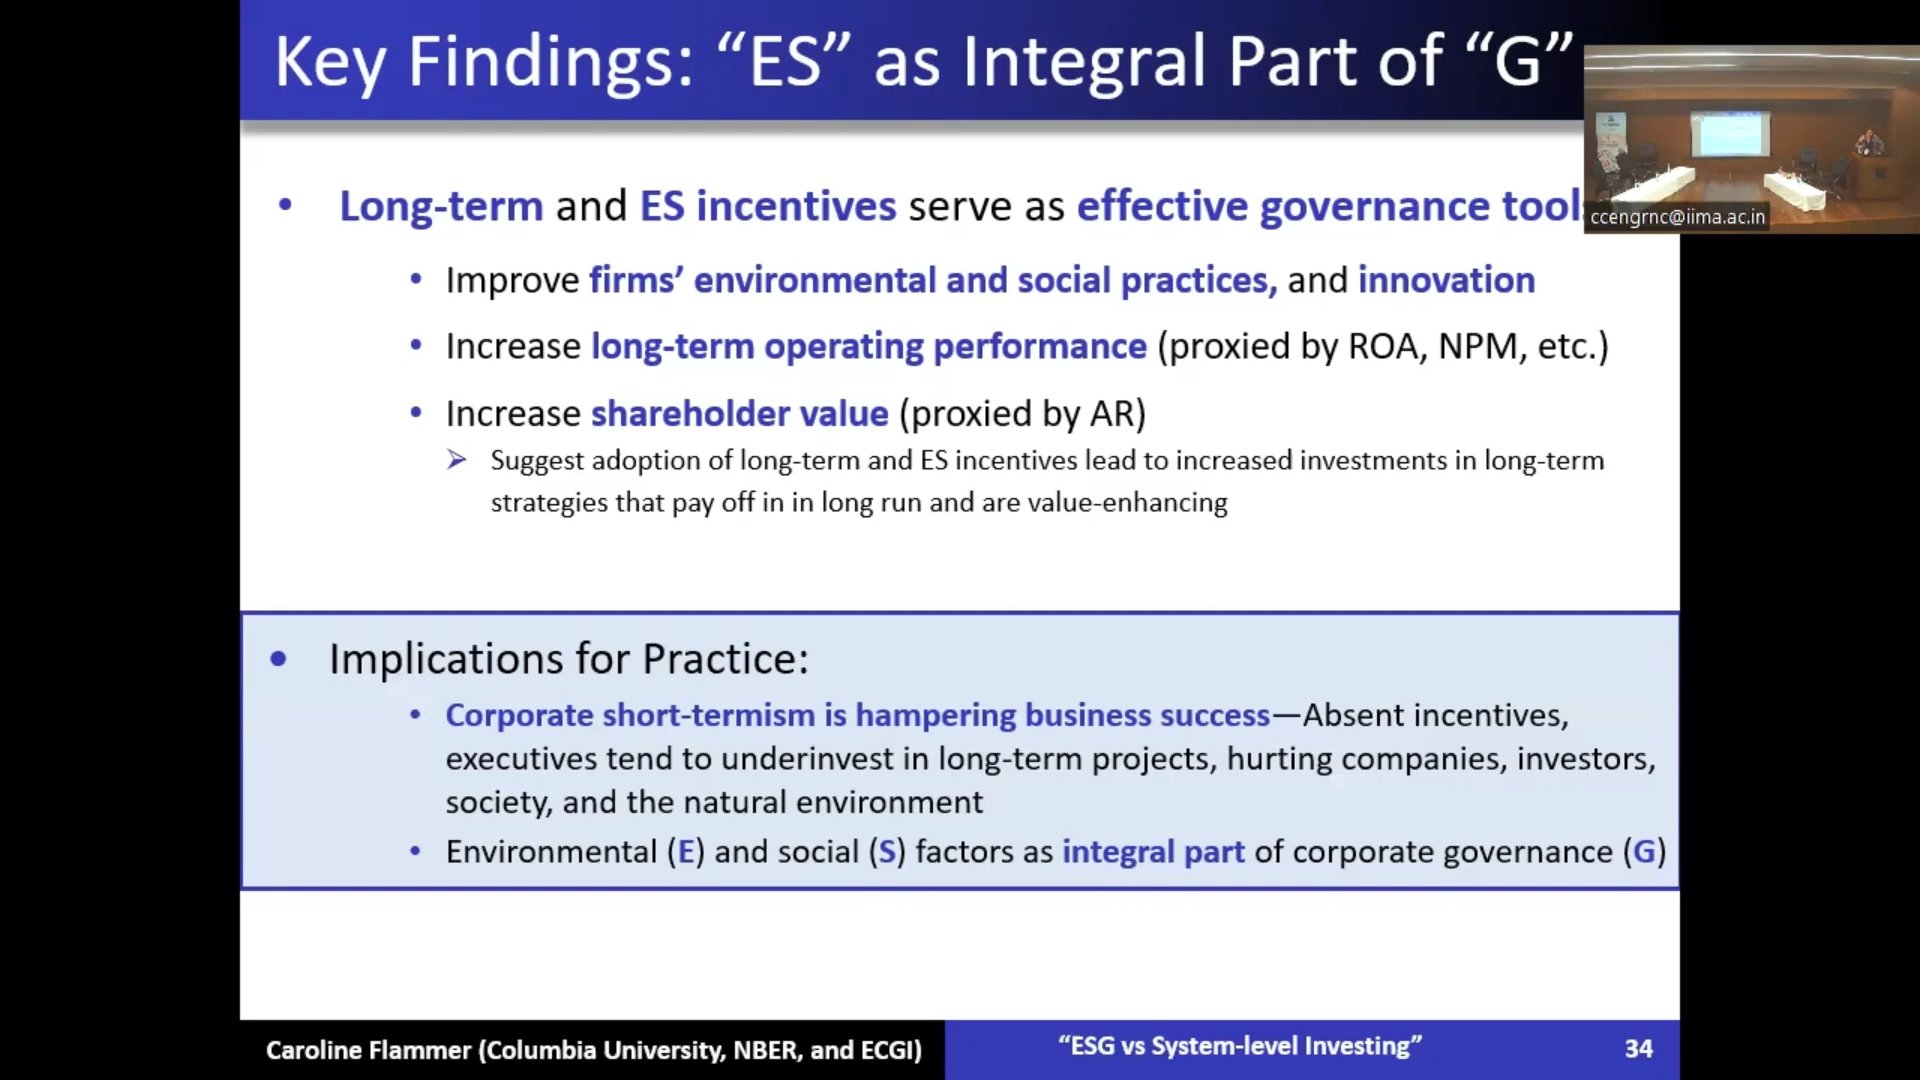 Key Findings: “ES” as Integral Part of “G”
• Long-term and ES incentives serve as effective governance tool
• Improve firms’ environmental and social practices, and innovation
• Increase long-term operating performance (proxied by ROA, NPM, etc.)
• Increase shareholder value (proxied by AR)
➢ Suggest adoption of long-term and ES incentives lead to increased investments in long-term
strategies that pay off in in long run and are value-enhancing
ccengrnc@iima.ac.in
• Implications for Practice:
• Corporate short-termism is hampering business success—Absent incentives,
executives tend to underinvest in long-term projects, hurting companies, investors,
society, and the natural environment
• Environmental (E) and social (S) factors as integral part of corporate governance (G)
Caroline Flammer (Columbia University, NBER, and ECGI)
“ESG vs System-level Investing”
34